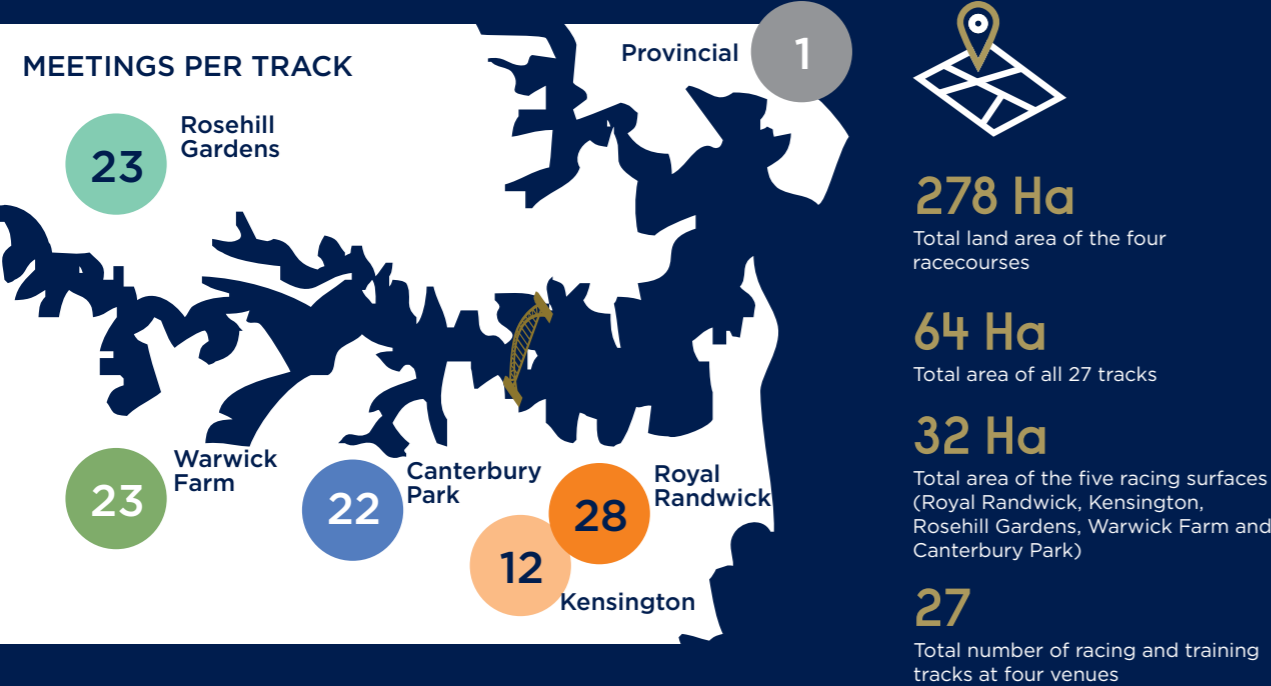 MEETINGS PER TRACK
Provincial
1
23
Rosehill
Gardens
23
Warwick
Farm
22
Canterbury
Park
28
Royal
Randwick
12
Kensington
278 Ha
Total land area of the four
racecourses
64 Ha
Total area of all 27 tracks
32 Ha
Total area of the five racing surfaces
(Royal Randwick, Kensington,
Rosehill Gardens, Warwick Farm and
Canterbury Park)
27
Total number of racing and training
tracks at four venues